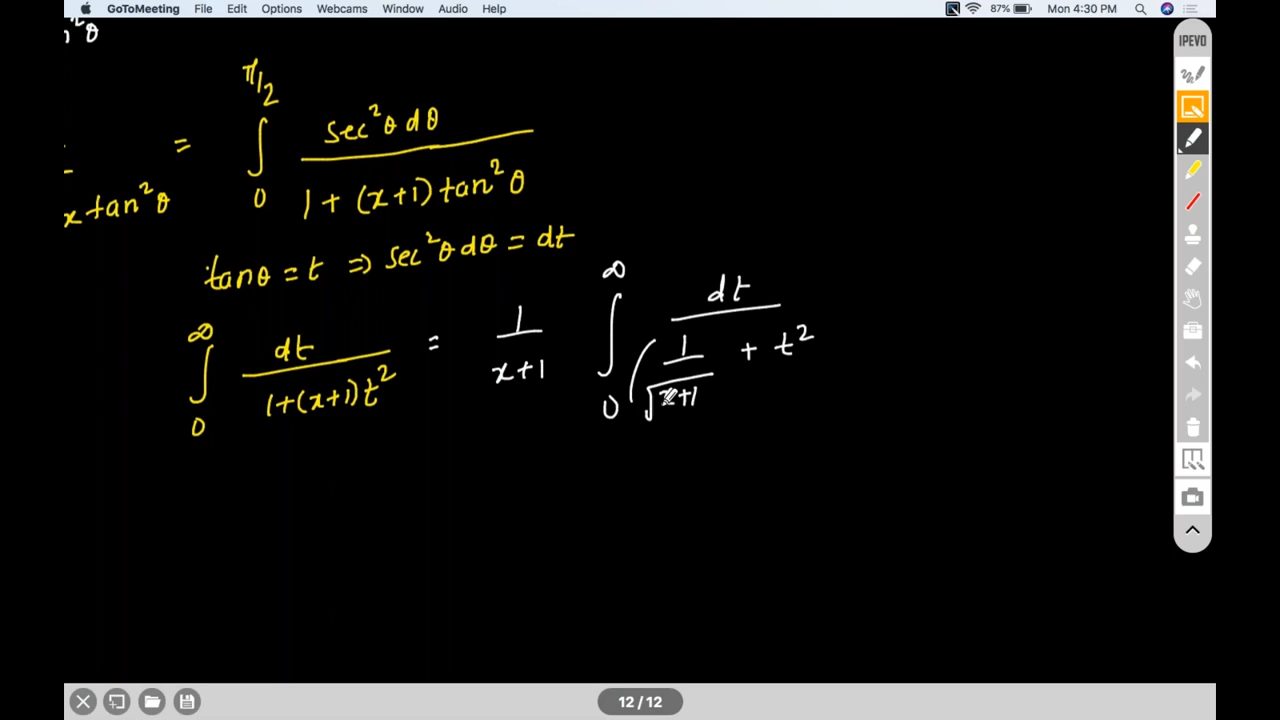 GoToMeeting File Edit Options Webcams Window Audio Help 87% Mon 4:30 PM
IPEVO
n²θ
x tan²θ = ∫₀^{π/2} sec²θ dθ / 1 + (x+1) tan²θ
tanθ = t ⇒ sec²θ dθ = dt
∫₀^∞ dt / 1+(x+1)t² = 1/x+1 ∫₀^∞ dt / (1/√x+1 + t²
12 / 12